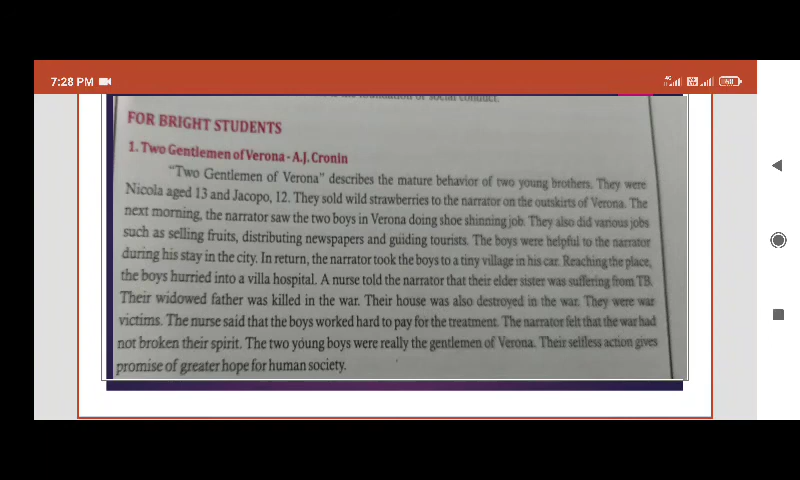 7:28 PM
foundation of social conduct.
FOR BRIGHT STUDENTS
1. Two Gentlemen of Verona - A.J. Cronin
"Two Gentlemen of Verona" describes the mature behavior of two young brothers. They were
Nicola aged 13 and Jacopo, 12. They sold wild strawberries to the narrator on the outskirts of Verona. The
next morning, the narrator saw the two boys in Verona doing shoe shinning job. They also did various jobs
such as selling fruits, distributing newspapers and guiding tourists. The boys were helpful to the narrator
during his stay in the city. In return, the narrator took the boys to a tiny village in his car. Reaching the place,
the boys hurried into a villa hospital. A nurse told the narrator that their elder sister was suffering from TB.
Their widowed father was killed in the war. Their house was also destroyed in the war. They were war
victims. The nurse said that the boys worked hard to pay for the treatment. The narrator felt that the war had
not broken their spirit. The two young boys were really the gentlemen of Verona. Their selfless action gives
promise of greater hope for human society.